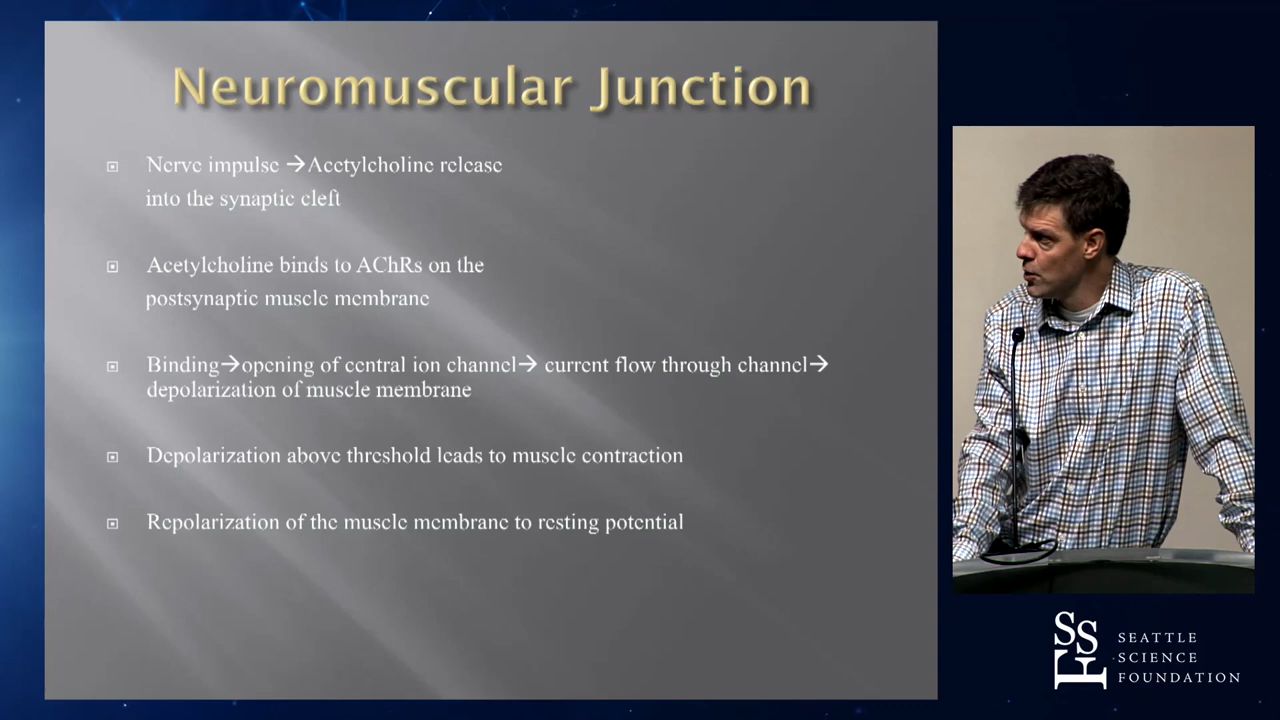 Neuromuscular Junction
Nerve impulse →Acetylcholine release
into the synaptic cleft
Acetylcholine binds to AChRs on the
postsynaptic muscle membrane
Binding→opening of central ion channel→ current flow through channel→
depolarization of muscle membrane
Depolarization above threshold leads to muscle contraction
Repolarization of the muscle membrane to resting potential
SSF
SEATTLE
SCIENCE
FOUNDATION